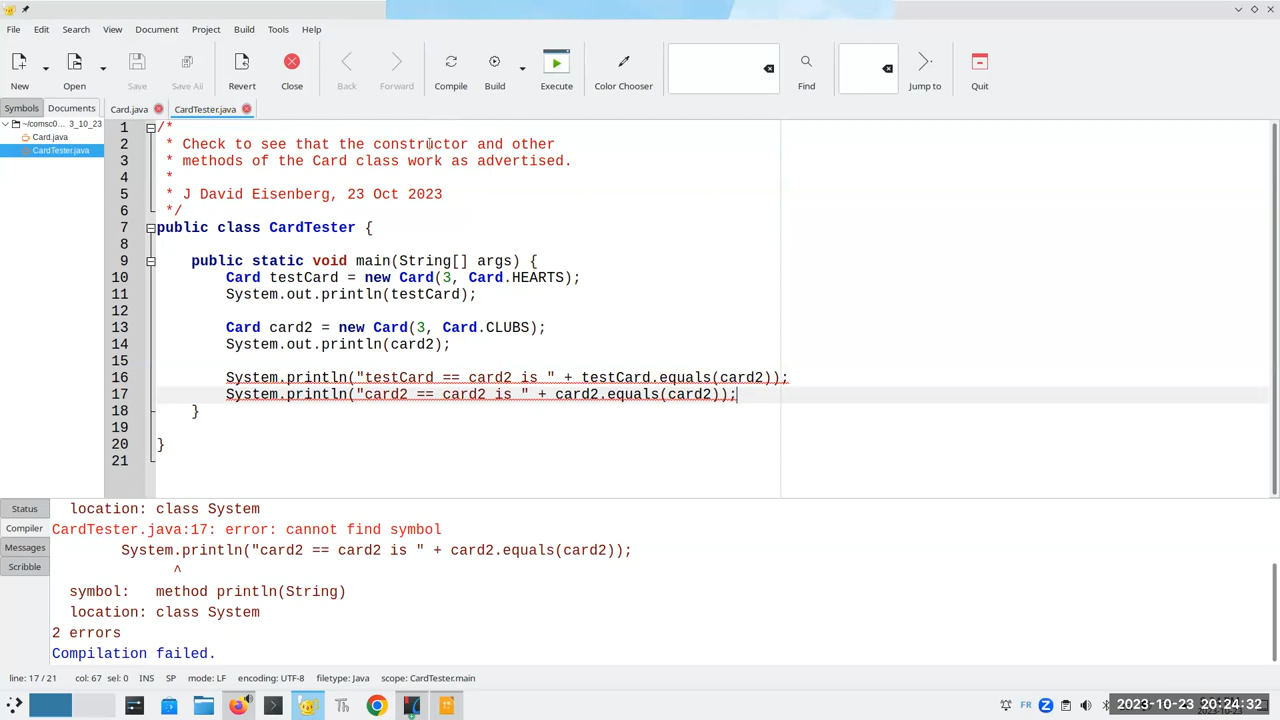 File Edit Search View Document Project Build Tools Help
New Open Save Save All Revert Close Back Forward Compile Build Execute Color Chooser Find Jump to Quit
Symbols Documents Card.java CardTester.java
~/comsc0... 3_10_23
Card.java
CardTester.java
1 /*
2 * Check to see that the constructor and other
3 * methods of the Card class work as advertised.
4 *
5 * J David Eisenberg, 23 Oct 2023
6 */
7 public class CardTester {
8
9 public static void main(String[] args) {
10 Card testCard = new Card(3, Card.HEARTS);
11 System.out.println(testCard);
12
13 Card card2 = new Card(3, Card.CLUBS);
14 System.out.println(card2);
15
16 System.println("testCard == card2 is " + testCard.equals(card2));
17 System.println("card2 == card2 is " + card2.equals(card2));
18 }
19
20 }
21
Status
Compiler
Messages
Scribble
location: class System
CardTester.java:17: error: cannot find symbol
System.println("card2 == card2 is " + card2.equals(card2));
^
symbol: method println(String)
location: class System
2 errors
Compilation failed.
line: 17 / 21 col: 67 sel: 0 INS SP mode: LF encoding: UTF-8 filetype: Java scope: CardTester.main
FR 2023-10-23 20:24:32